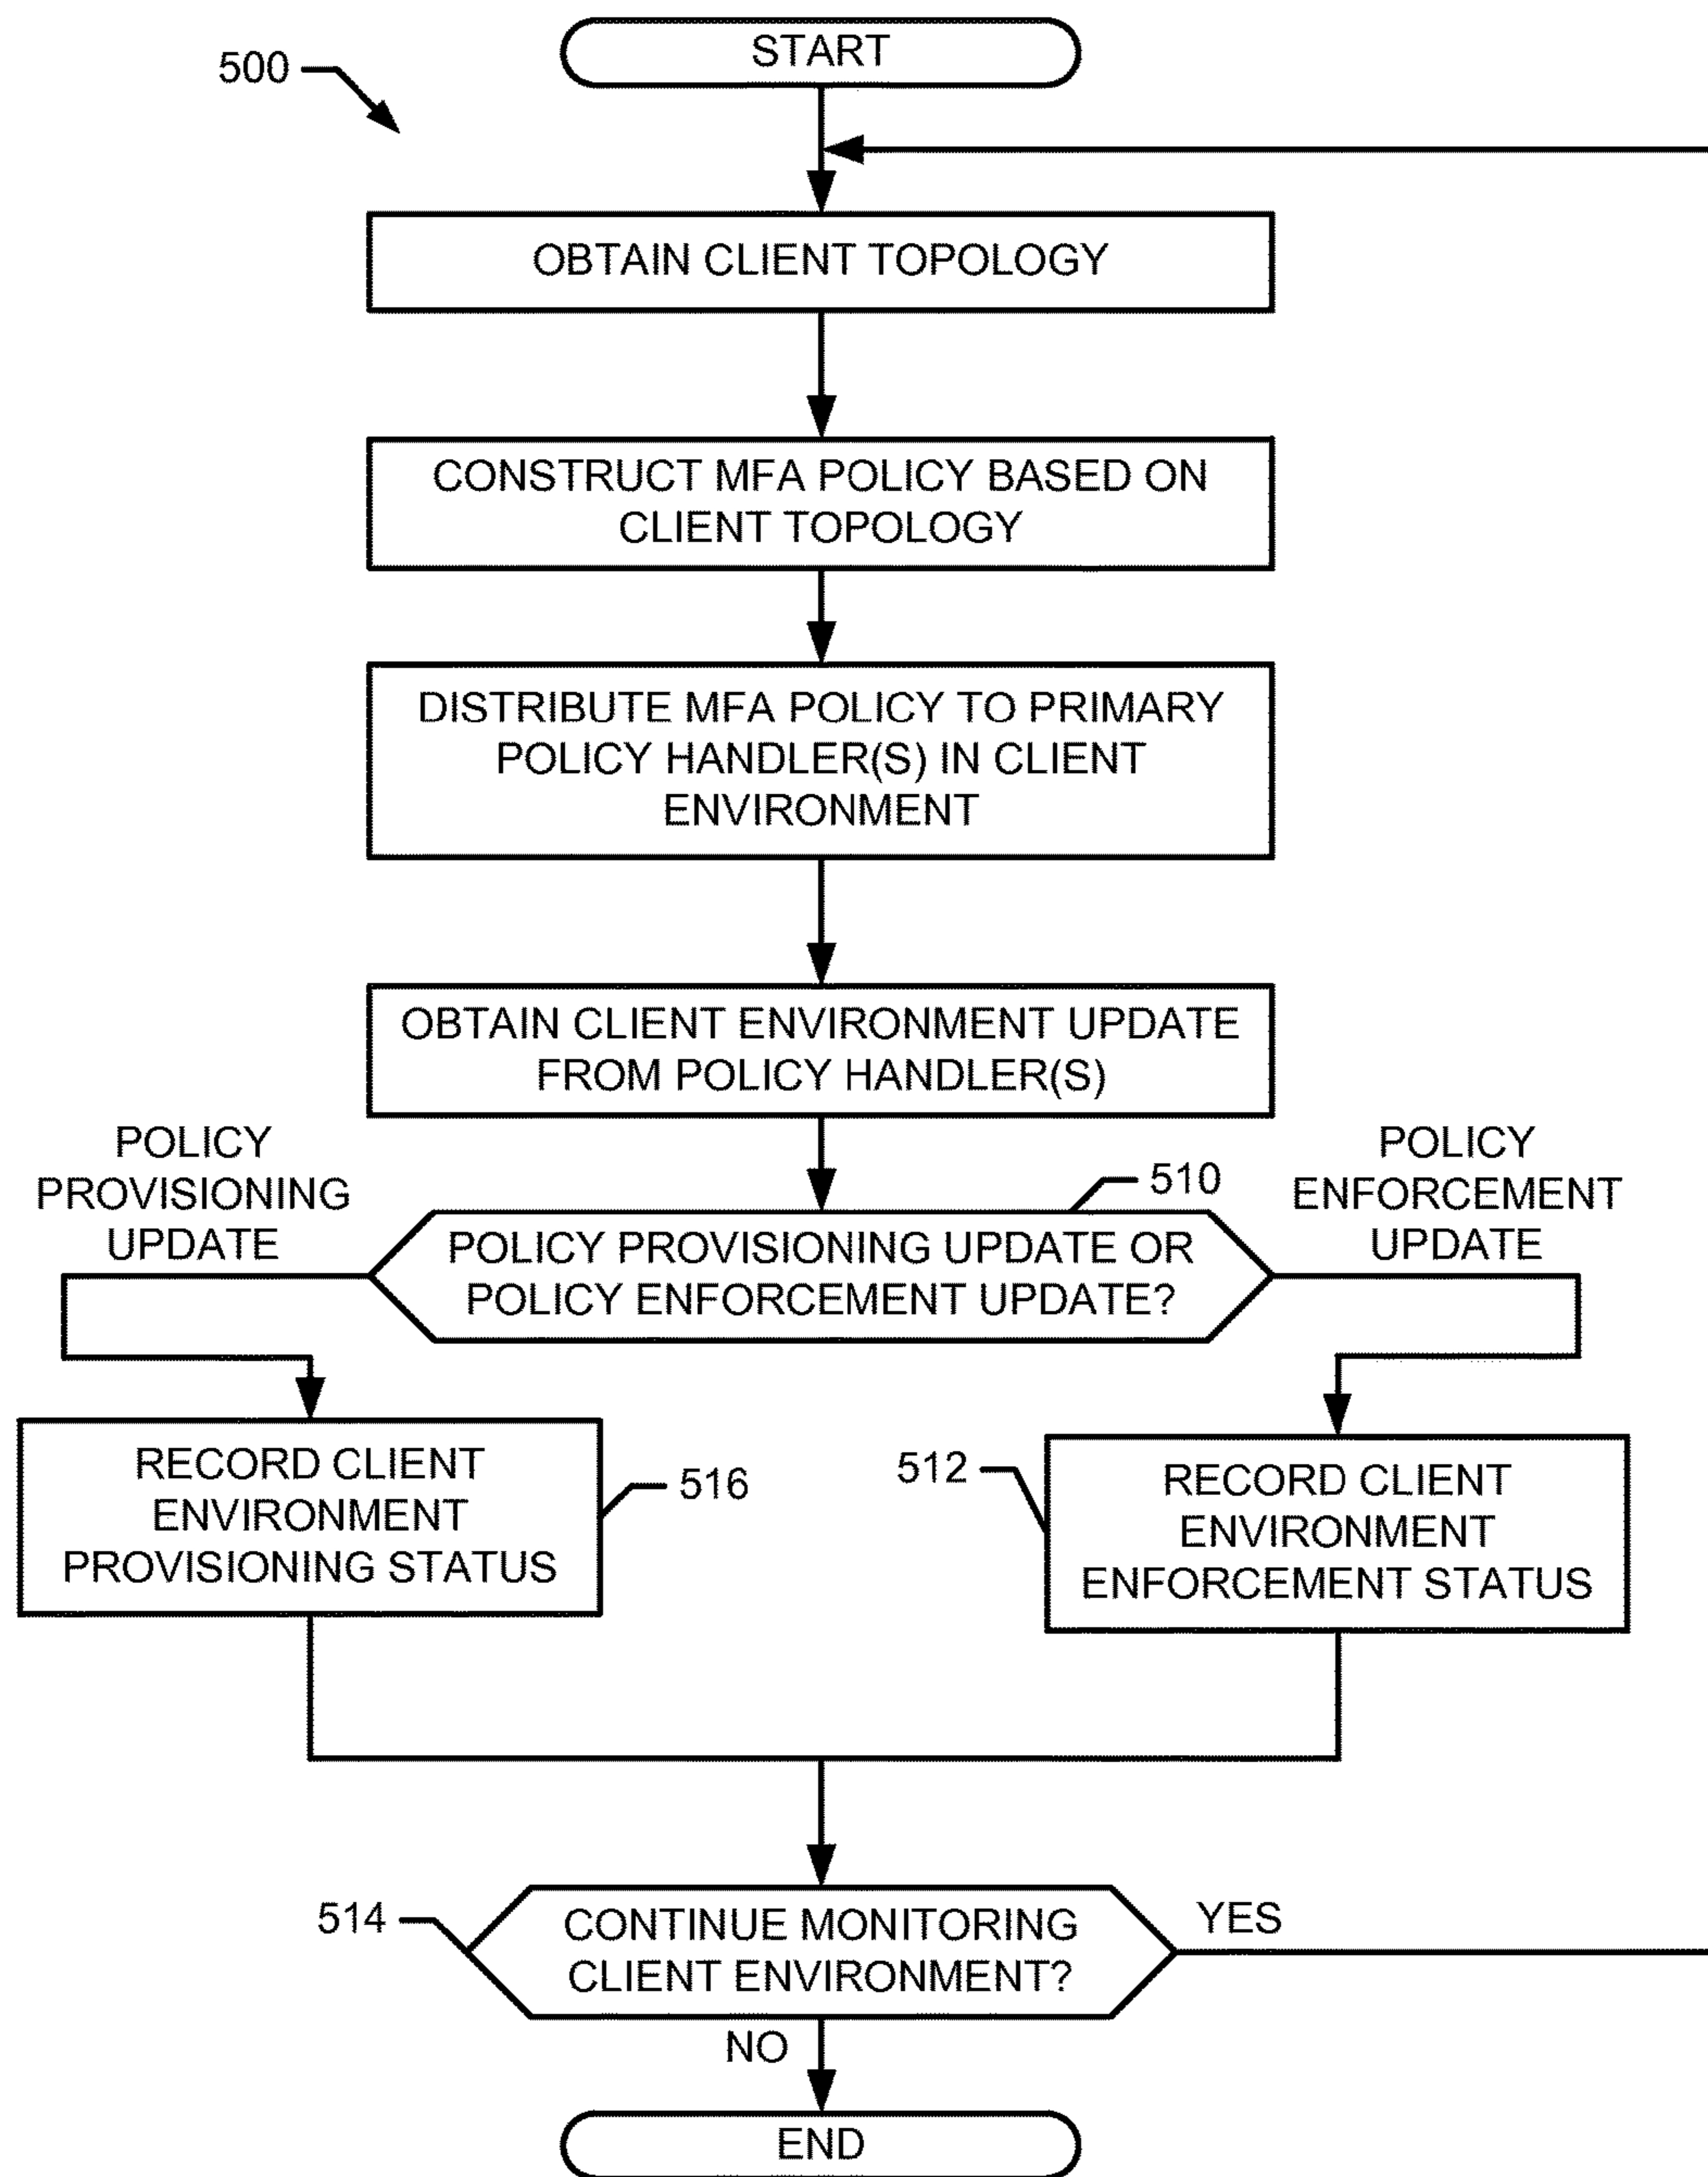 START
500
OBTAIN CLIENT TOPOLOGY
CONSTRUCT MFA POLICY BASED ON
CLIENT TOPOLOGY
DISTRIBUTE MFA POLICY TO PRIMARY
POLICY HANDLER(S) IN CLIENT
ENVIRONMENT
OBTAIN CLIENT ENVIRONMENT UPDATE
FROM POLICY HANDLER(S)
POLICY
PROVISIONING
UPDATE
510
POLICY
ENFORCEMENT
UPDATE
POLICY PROVISIONING UPDATE OR
POLICY ENFORCEMENT UPDATE?
RECORD CLIENT
ENVIRONMENT
PROVISIONING STATUS
516
512
RECORD CLIENT
ENVIRONMENT
ENFORCEMENT STATUS
514
CONTINUE MONITORING
CLIENT ENVIRONMENT?
YES
NO
END